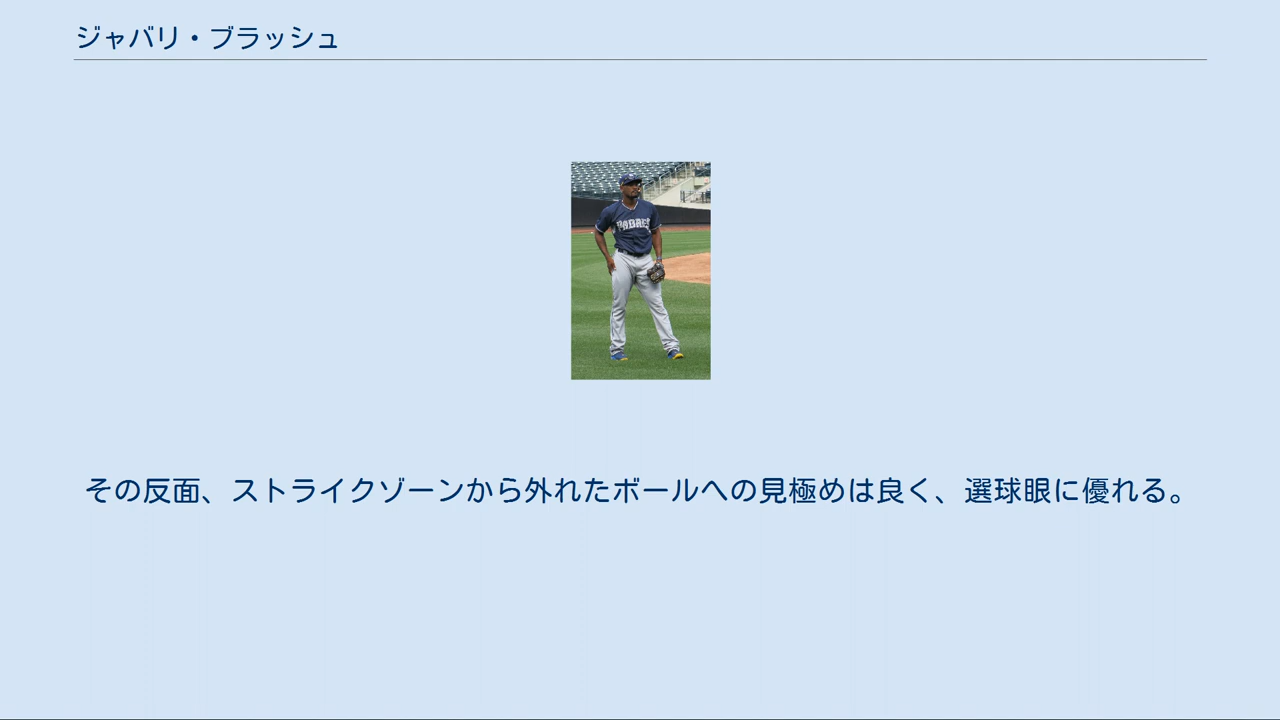 ジャバリ・ブラッシュ
PADRES
その反面、ストライクゾーンから外れたボールへの見極めは良く、選球眼に優れる。